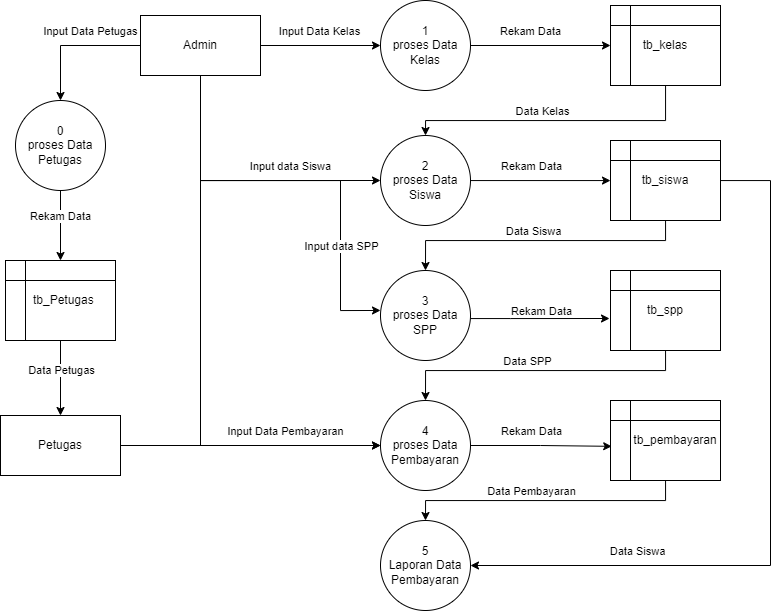 Input Data Petugas
Admin
Input Data Kelas
1
proses Data
Kelas
Rekam Data
tb_kelas
Data Kelas
0
proses Data
Petugas
Input data Siswa
2
proses Data
Siswa
Rekam Data
tb_siswa
Rekam Data
Data Siswa
Input data SPP
tb_Petugas
3
proses Data
SPP
Rekam Data
tb_spp
Data SPP
Data Petugas
Petugas
Input Data Pembayaran
4
proses Data
Pembayaran
Rekam Data
tb_pembayaran
Data Pembayaran
5
Laporan Data
Pembayaran
Data Siswa